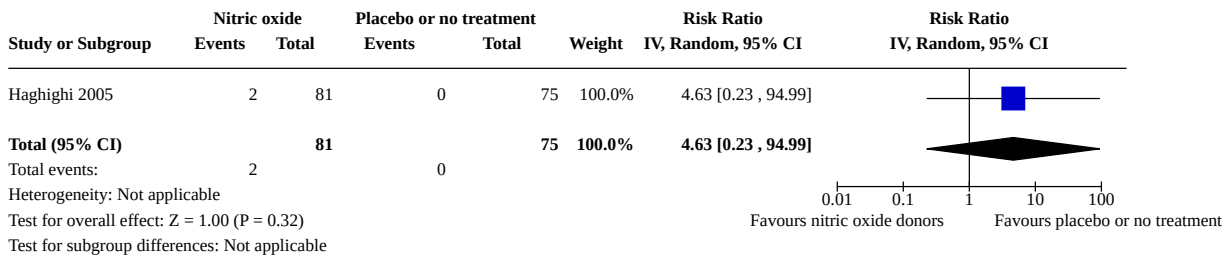 Nitric oxide Placebo or no treatment Risk Ratio Risk Ratio
Study or Subgroup Events Total Events Total Weight IV, Random, 95% CI IV, Random, 95% CI
Haghighi 2005 2 81 0 75 100.0% 4.63 [0.23 , 94.99]
Total (95% CI) 81 75 100.0% 4.63 [0.23 , 94.99]
Total events: 2 0
Heterogeneity: Not applicable
0.01 0.1 1 10 100
Test for overall effect: Z = 1.00 (P = 0.32)
Favours nitric oxide donors Favours placebo or no treatment
Test for subgroup differences: Not applicable